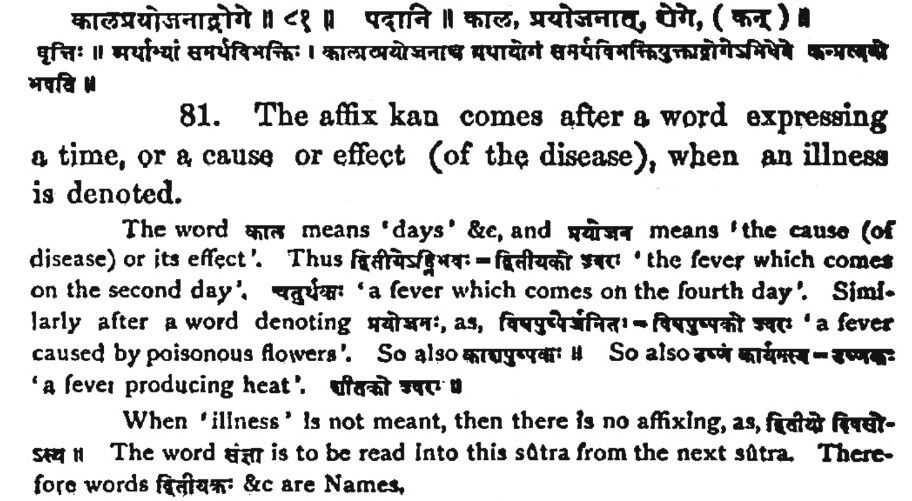 कालप्रयोजनाद्रोगे ॥ ८१ ॥ पदानि ॥ काल, प्रयोजनात्, रोगे, ( कन् ) ॥
वृत्तिः ॥ अर्थाभ्यां समर्थविभक्तिः । कालात्प्रयोजनाच्च यथायोगं समर्थविभक्तियुक्ताद्रोगेऽभिधेये कन्प्रत्ययो
भवति ॥
81. The affix kan comes after a word expressing
a time, or a cause or effect (of the disease), when an illness
is denoted.
The word काल means 'days' &c, and प्रयोजन means 'the cause (of
disease) or its effect'. Thus द्वितीयेऽह्निभवः = द्वितीयको ज्वरः 'the fever which comes
on the second day'. चतुर्थकः 'a fever which comes on the fourth day'. Simi-
larly after a word denoting प्रयोजनः, as, विषपुष्पैर्जनितः = विषपुष्पको ज्वरः 'a fever
caused by poisonous flowers'. So also काशपुष्पकः ॥ So also उष्णं कार्यमस्य = उष्णकः
'a fever producing heat'. शीतको ज्वरः ॥
When 'illness' is not meant, then there is no affixing, as, द्वितीयो दिवसो-
ऽस्य ॥ The word संज्ञा is to be read into this sûtra from the next sûtra. There-
fore words द्वितीयकः &c are Names,